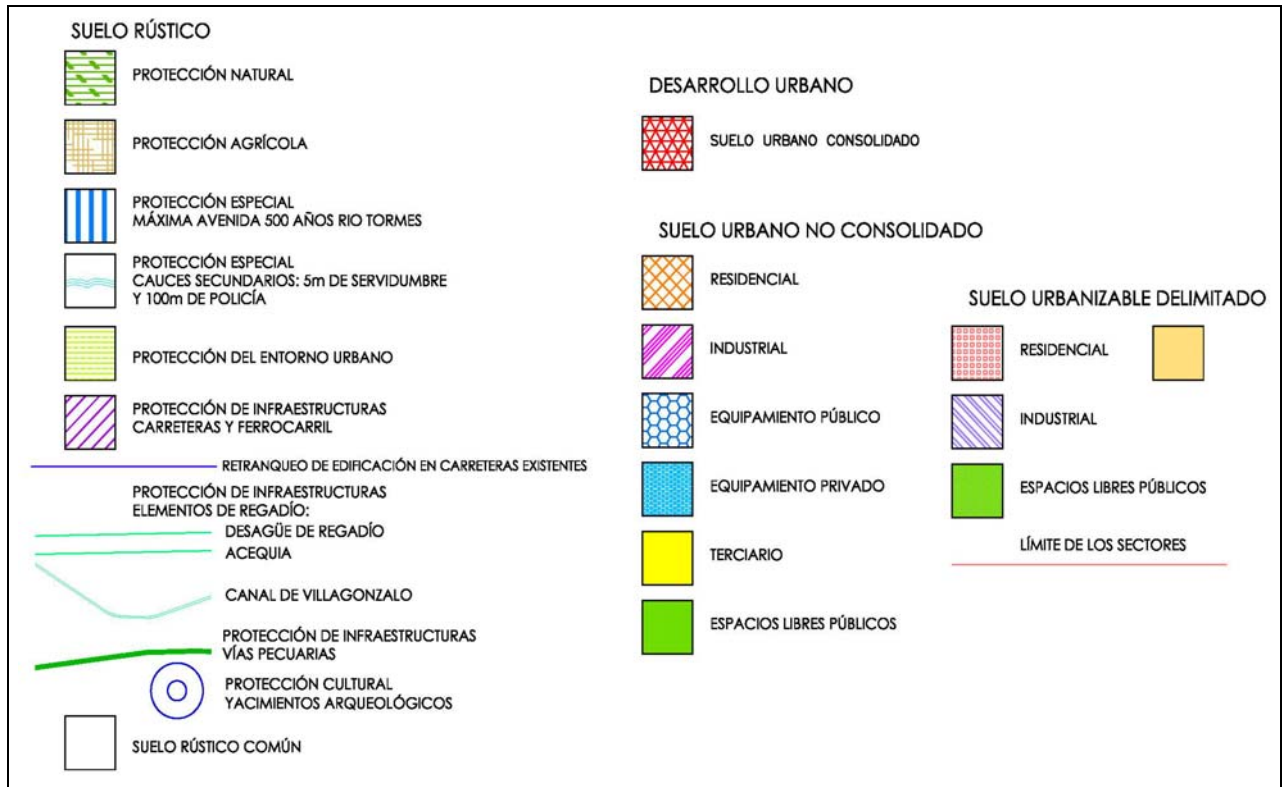 SUELO RÚSTICO
PROTECCIÓN NATURAL
PROTECCIÓN AGRÍCOLA
PROTECCIÓN ESPECIAL
MÁXIMA AVENIDA 500 AÑOS RIO TORMES
PROTECCIÓN ESPECIAL
CAUCES SECUNDARIOS: 5m DE SERVIDUMBRE
Y 100m DE POLICÍA
PROTECCIÓN DEL ENTORNO URBANO
PROTECCIÓN DE INFRAESTRUCTURAS
CARRETERAS Y FERROCARRIL
RETRANQUEO DE EDIFICACIÓN EN CARRETERAS EXISTENTES
PROTECCIÓN DE INFRAESTRUCTURAS
ELEMENTOS DE REGADÍO:
DESAGÜE DE REGADÍO
ACEQUIA
CANAL DE VILLAGONZALO
PROTECCIÓN DE INFRAESTRUCTURAS
VÍAS PECUARIAS
PROTECCIÓN CULTURAL
YACIMIENTOS ARQUEOLÓGICOS
SUELO RÚSTICO COMÚN
DESARROLLO URBANO
SUELO URBANO CONSOLIDADO
SUELO URBANO NO CONSOLIDADO
RESIDENCIAL
INDUSTRIAL
EQUIPAMIENTO PÚBLICO
EQUIPAMIENTO PRIVADO
TERCIARIO
ESPACIOS LIBRES PÚBLICOS
SUELO URBANIZABLE DELIMITADO
RESIDENCIAL
INDUSTRIAL
ESPACIOS LIBRES PÚBLICOS
LÍMITE DE LOS SECTORES